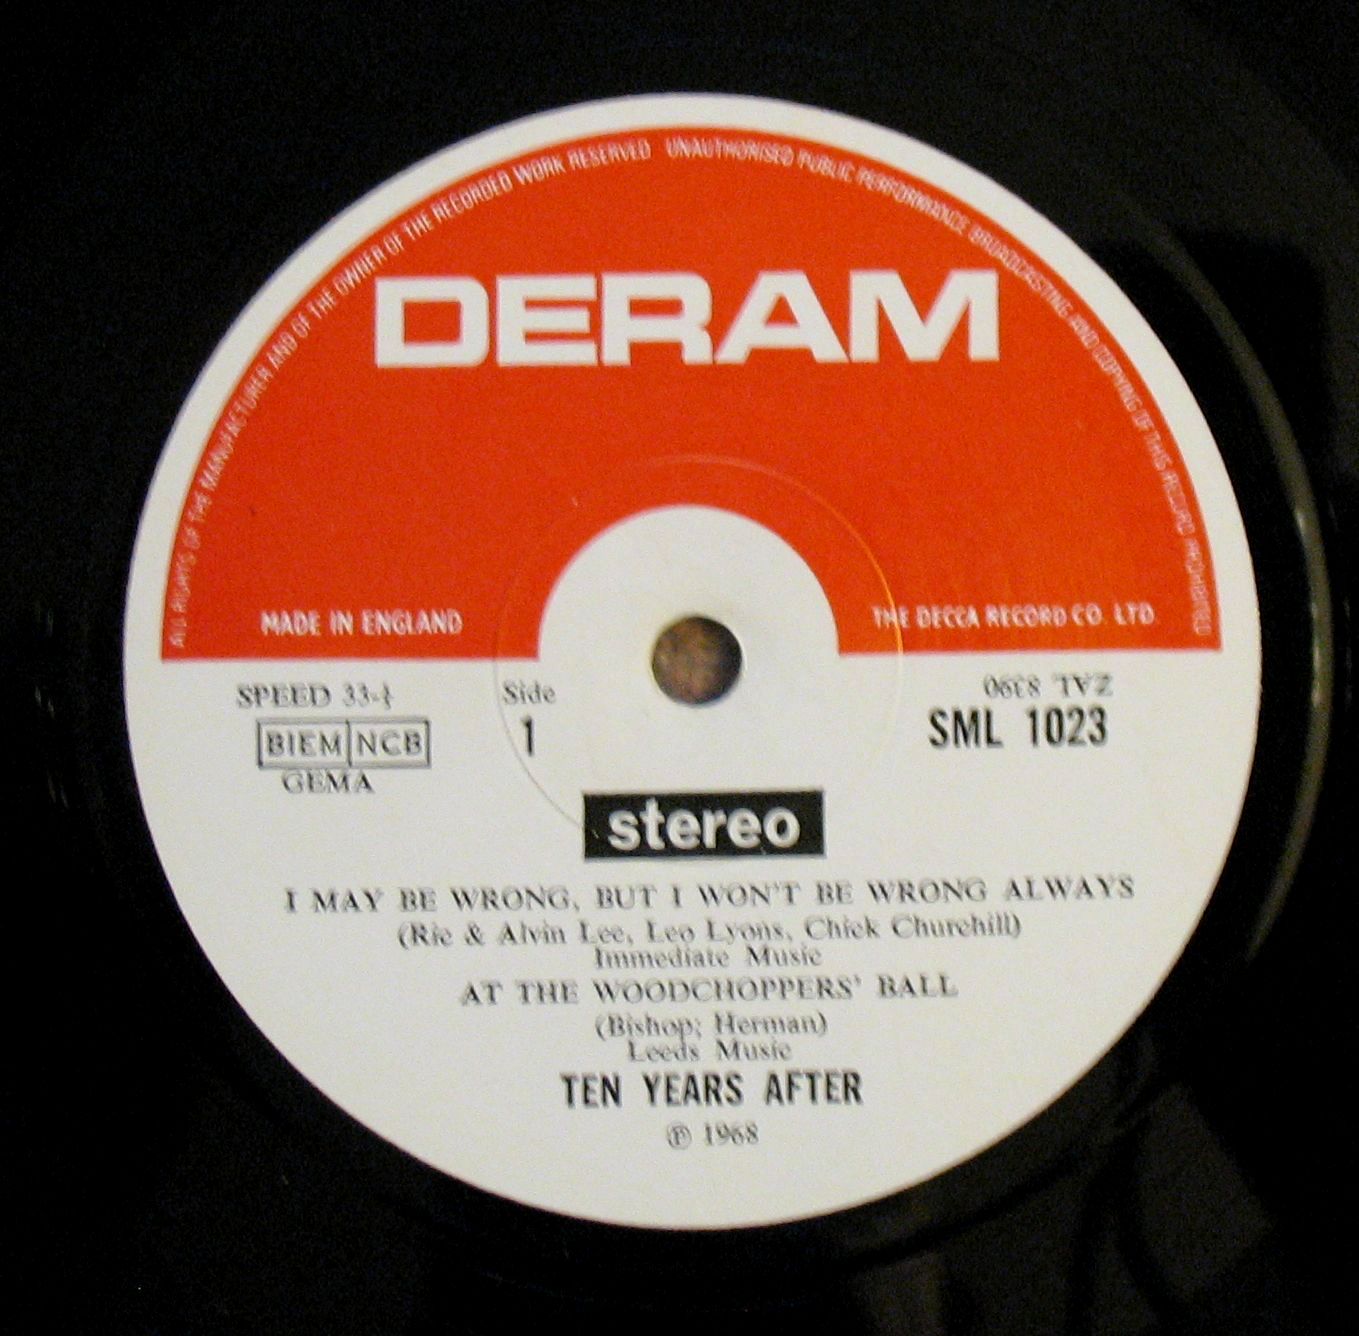 ALL RIGHTS OF THE MANUFACTURER AND OF THE OWNER OF THE RECORDED WORK RESERVED UNAUTHORISED PUBLIC PERFORMANCE BROADCASTING AND COPYING OF THIS RECORD PROHIBITED
DERAM
MADE IN ENGLAND
THE DECCA RECORD CO. LTD.
SPEED 33⅓
Side
ZAL 8390
BIEM NCB
1
SML 1023
GEMA
stereo
I MAY BE WRONG, BUT I WON'T BE WRONG ALWAYS
(Ric & Alvin Lee, Leo Lyons, Chick Churchill)
Immediate Music
AT THE WOODCHOPPERS' BALL
(Bishop; Herman)
Leeds Music
TEN YEARS AFTER
℗ 1968